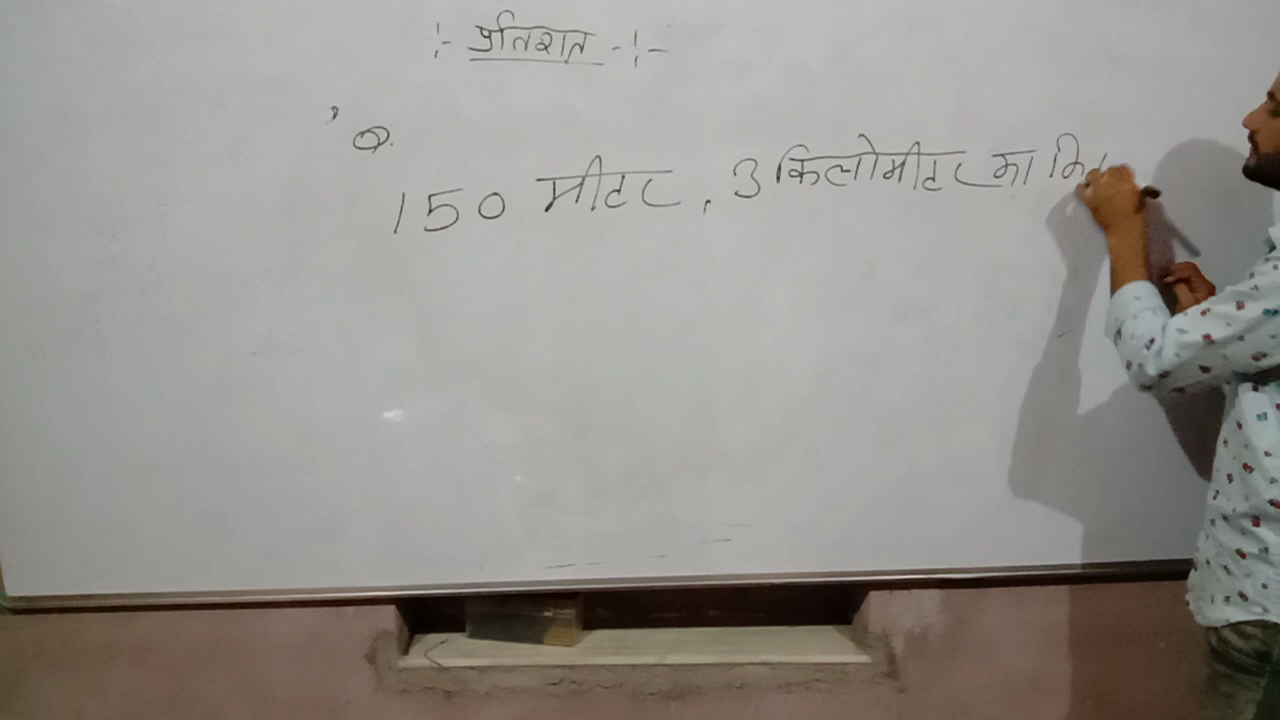 -:- प्रतिशत -:-
Q.
150 मीटर, 3 किलोमीटर का